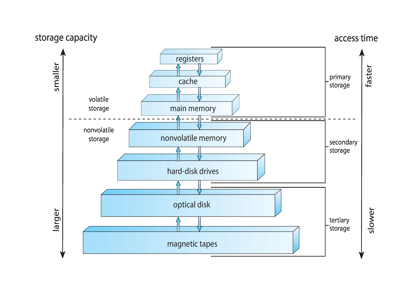 storage capacity
access time
smaller
faster
registers
cache
primary
storage
main memory
volatile
storage
nonvolatile
storage
nonvolatile memory
secondary
storage
hard-disk drives
optical disk
tertiary
storage
magnetic tapes
larger
slower